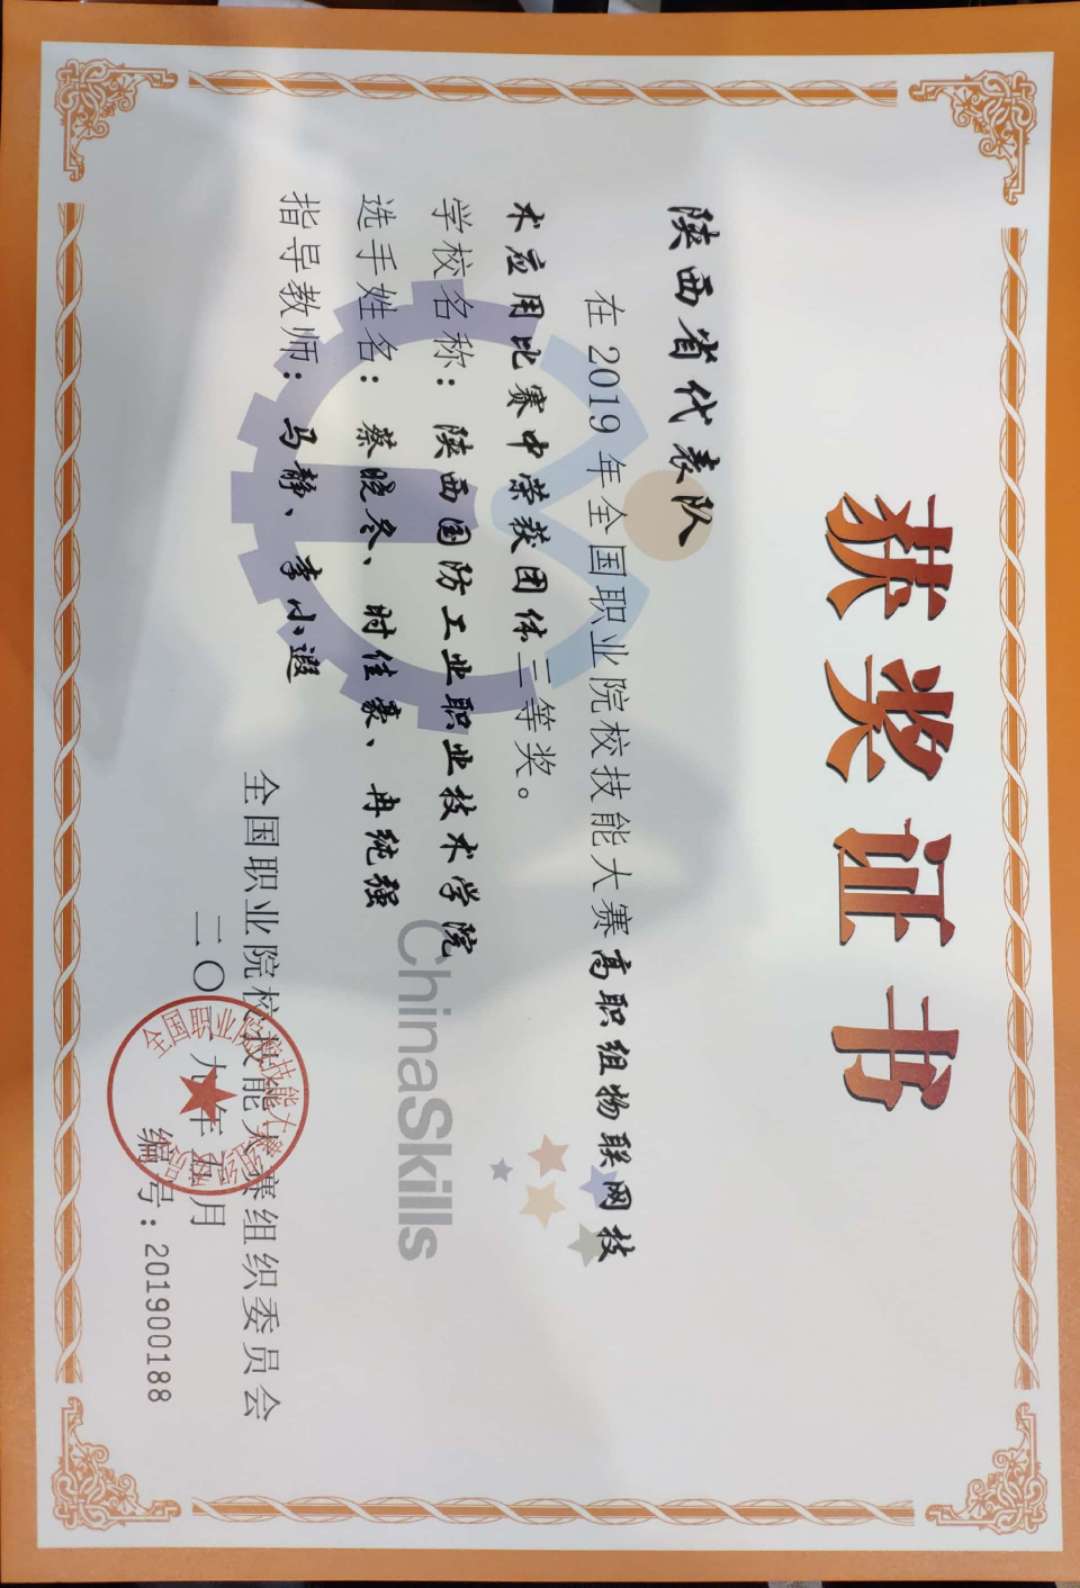 获奖证书
陕西省代表队
在2019年全国职业院校技能大赛高职组物联网技
术应用比赛中荣获团体三等奖。
学校名称：陕西国防工业职业技术学院
选手姓名：蔡晓冬、时佳豪、冉纯强
指导教师：马静、李小遐
ChinaSkills
全国职业院校技能大赛组织委员会
二〇一九年五月
编号：201900188